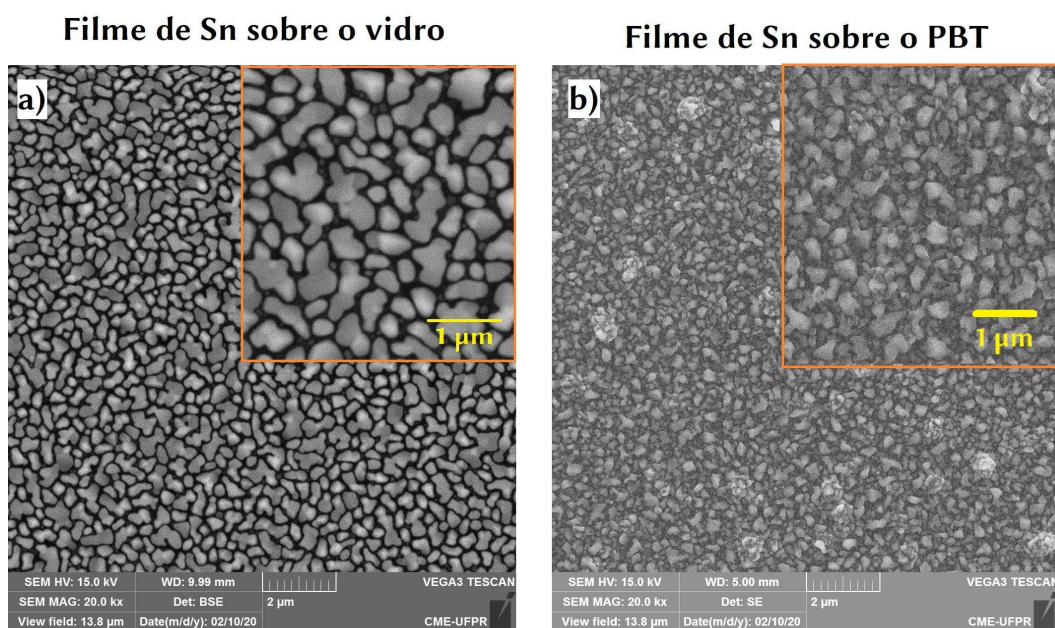 Filme de Sn sobre o vidro
a)
1 µm
SEM HV: 15.0 kV WD: 9.99 mm VEGA3 TESCAN
SEM MAG: 20.0 kx Det: BSE 2 µm
View field: 13.8 µm Date(m/d/y): 02/10/20 CME-UFPR
Filme de Sn sobre o PBT
b)
1 µm
SEM HV: 15.0 kV WD: 5.00 mm VEGA3 TESCAN
SEM MAG: 20.0 kx Det: SE 2 µm
View field: 13.8 µm Date(m/d/y): 02/10/20 CME-UFPR